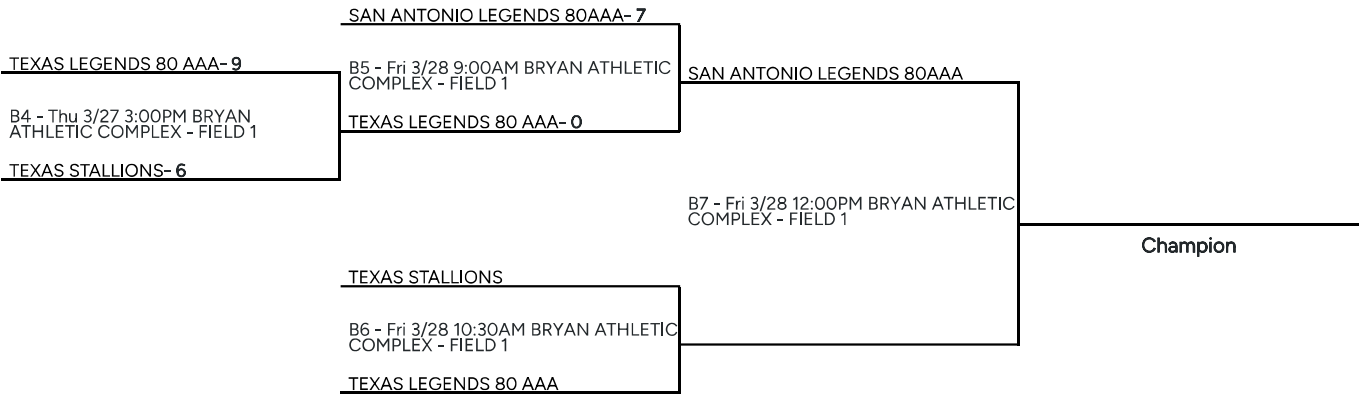 SAN ANTONIO LEGENDS 80AAA- 7
TEXAS LEGENDS 80 AAA- 9
B5 - Fri 3/28 9:00AM BRYAN ATHLETIC
COMPLEX - FIELD 1
SAN ANTONIO LEGENDS 80AAA
B4 - Thu 3/27 3:00PM BRYAN
ATHLETIC COMPLEX - FIELD 1
TEXAS LEGENDS 80 AAA- 0
TEXAS STALLIONS- 6
B7 - Fri 3/28 12:00PM BRYAN ATHLETIC
COMPLEX - FIELD 1
Champion
TEXAS STALLIONS
B6 - Fri 3/28 10:30AM BRYAN ATHLETIC
COMPLEX - FIELD 1
TEXAS LEGENDS 80 AAA